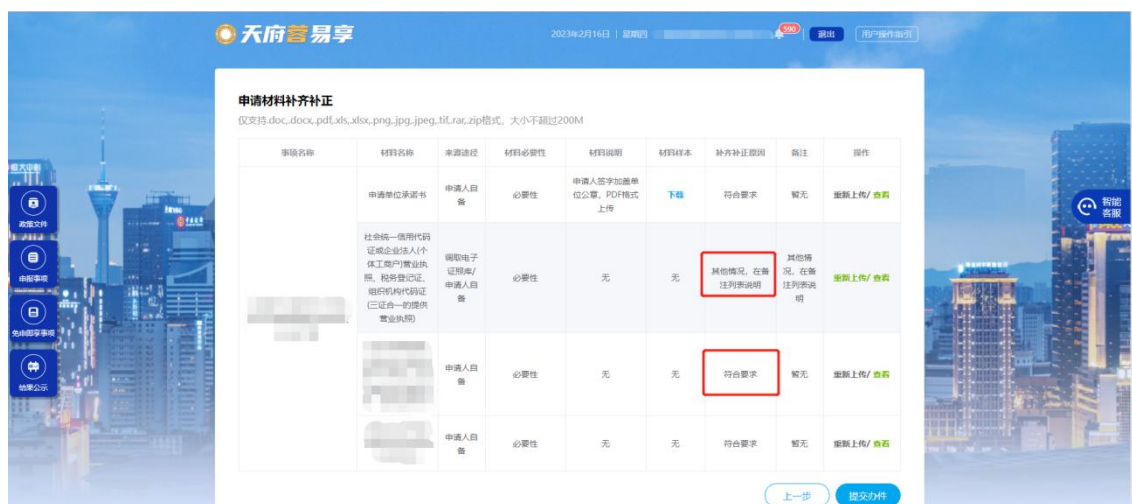 天府蓉易享
2023年2月16日 | 星期四
590
退出
用户操作指引
申请材料补齐补正
仅支持.doc,.docx,.pdf,.xls,.xlsx,.png,.jpg,.jpeg,.tif,.rar,.zip格式，大小不超过200M
事项名称 材料名称 来源途径 材料必要性 材料说明 材料样本 补齐补正原因 备注 操作
申请单位承诺书
申请人自
备
必要性
申请人签字加盖单
位公章，PDF格式
上传
下载
符合要求
暂无
重新上传/ 查看
社会统一信用代码
证或企业法人(个
体工商户)营业执
照、税务登记证、
组织机构代码证
(三证合一的提供
营业执照)
调取电子
证照库/
申请人自
备
必要性
无
无
其他情况，在备
注列表说明
其他情
况，在备
注列表说
明
重新上传/ 查看
申请人自
备
必要性
无
无
符合要求
暂无
重新上传/ 查看
申请人自
备
必要性
无
无
符合要求
暂无
重新上传/ 查看
上一步
提交办件
政策文件
申报事项
免申即享事项
结果公示
智能
客服